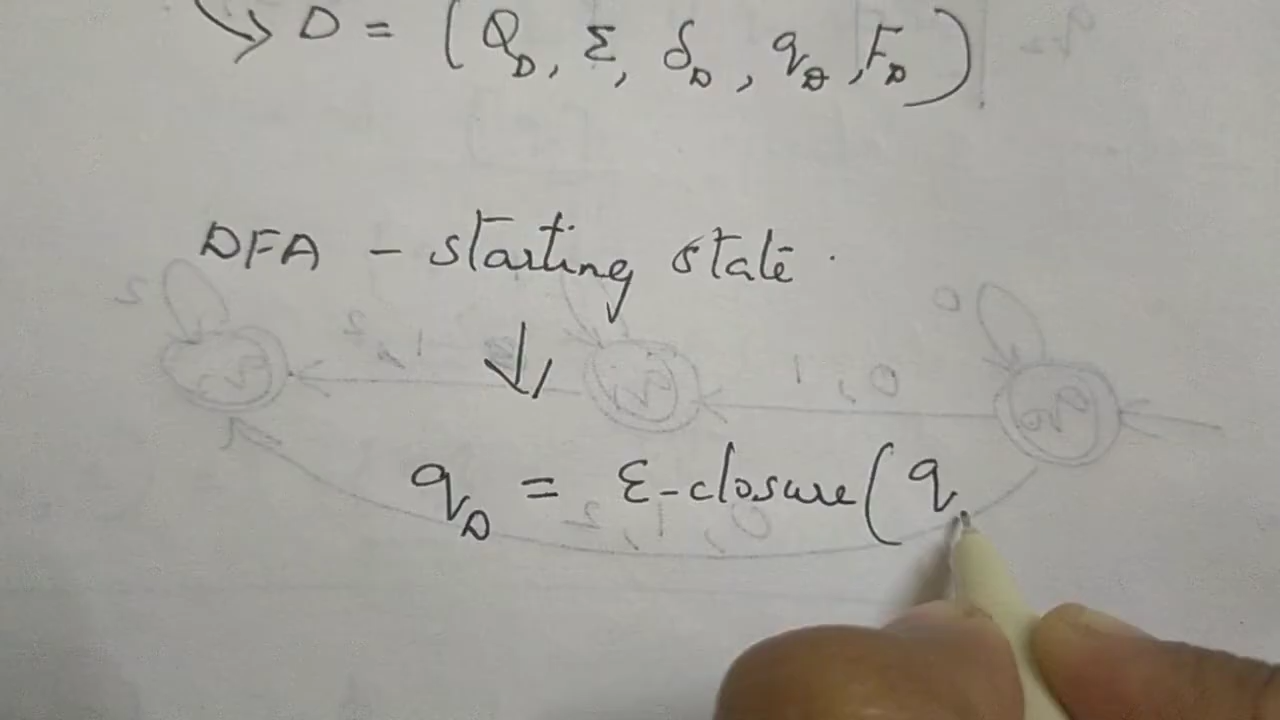 D = (Q_D, Σ, δ_D, q_D, F_D)
DFA - starting state.
q_D = ε-closure(q